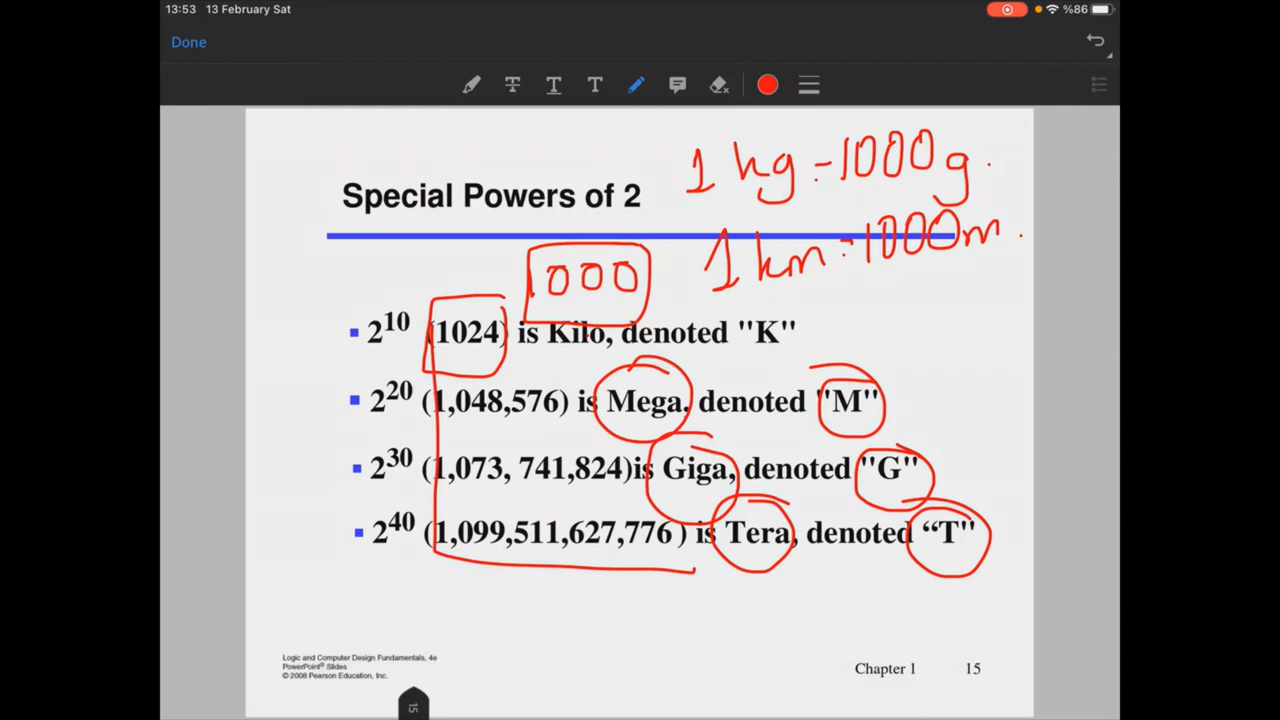 13:53 13 February Sat %86
Done
1 kg = 1000 g.
Special Powers of 2
1 km = 1000 m.
1000
2^10 (1024) is Kilo, denoted "K"
2^20 (1,048,576) is Mega. denoted "M"
2^30 (1,073, 741,824)is Giga, denoted "G"
2^40 (1,099,511,627,776 ) is Tera, denoted “T"
Logic and Computer Design Fundamentals, 4e
PowerPoint® Slides
© 2008 Pearson Education, Inc.
Chapter 1 15
15